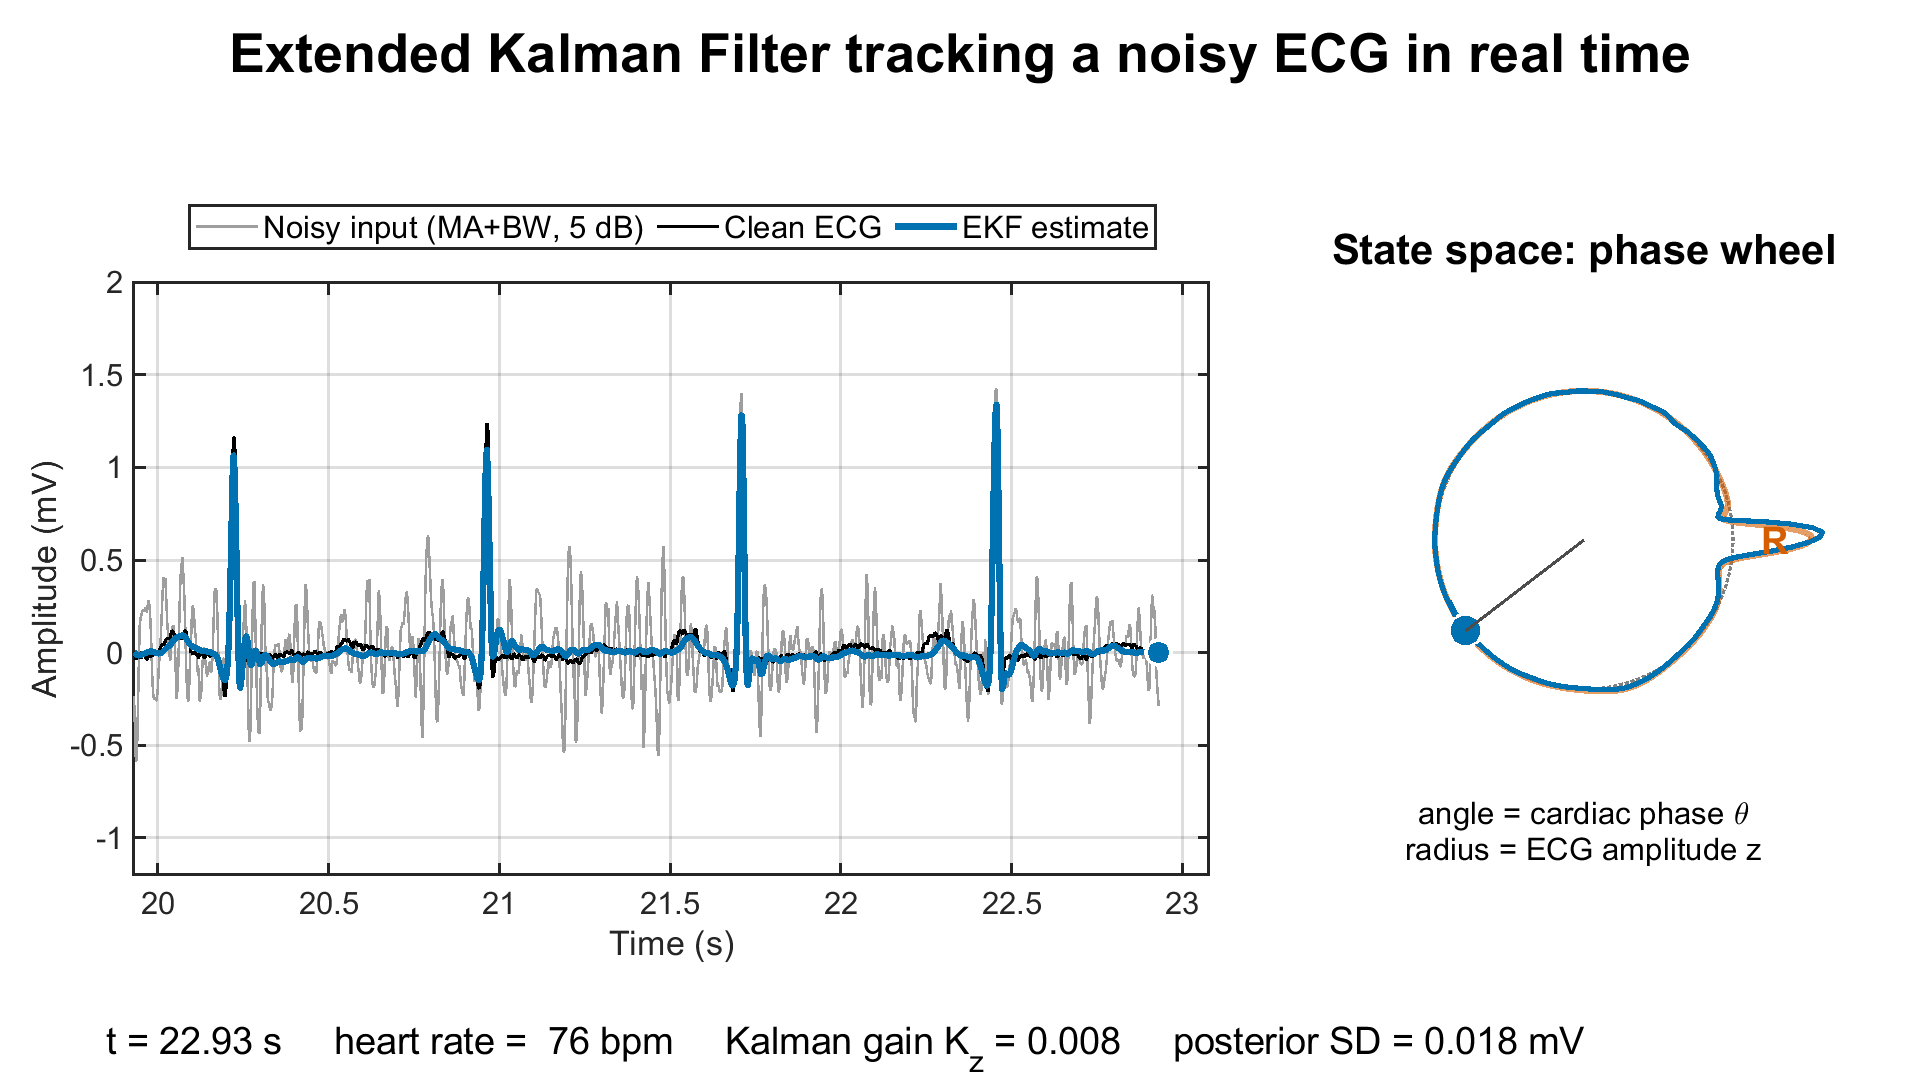 Extended Kalman Filter tracking a noisy ECG in real time
Noisy input (MA+BW, 5 dB) Clean ECG EKF estimate
State space: phase wheel
2
1.5
1
0.5
0
-0.5
-1
Amplitude (mV)
R
20 20.5 21 21.5 22 22.5 23
Time (s)
angle = cardiac phase θ
radius = ECG amplitude z
t = 22.93 s heart rate = 76 bpm Kalman gain K_z = 0.008 posterior SD = 0.018 mV